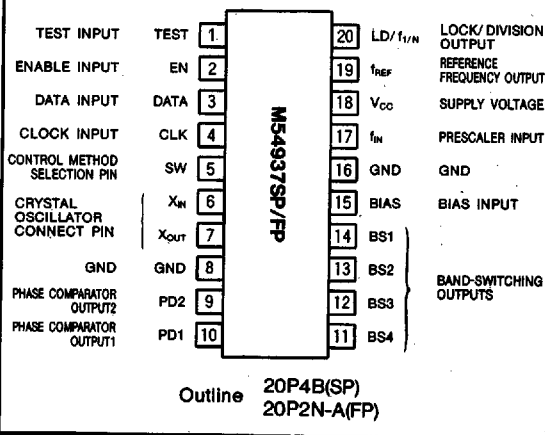 TEST INPUT TEST 1 20 LD/f1/N LOCK/DIVISION OUTPUT
ENABLE INPUT EN 2 19 fREF REFERENCE FREQUENCY OUTPUT
DATA INPUT DATA 3 18 VCC SUPPLY VOLTAGE
CLOCK INPUT CLK 4 17 fIN PRESCALER INPUT
CONTROL METHOD SELECTION PIN SW 5 16 GND GND
CRYSTAL OSCILLATOR CONNECT PIN XIN 6 15 BIAS BIAS INPUT
XOUT 7 14 BS1
GND GND 8 13 BS2
BAND-SWITCHING OUTPUTS
PHASE COMPARATOR OUTPUT2 PD2 9 12 BS3
PHASE COMPARATOR OUTPUT1 PD1 10 11 BS4
M54937SP/FP
Outline 20P4B(SP)
20P2N-A(FP)